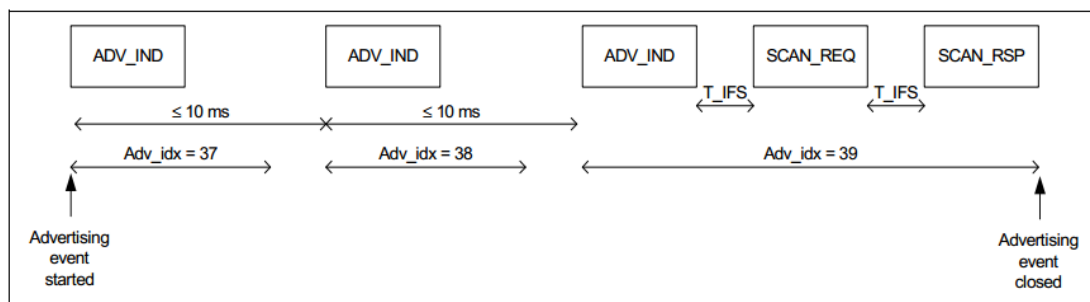 ADV_IND
ADV_IND
ADV_IND
SCAN_REQ
SCAN_RSP
T_IFS
T_IFS
≤ 10 ms
≤ 10 ms
Adv_idx = 37
Adv_idx = 38
Adv_idx = 39
Advertising
event
started
Advertising
event
closed